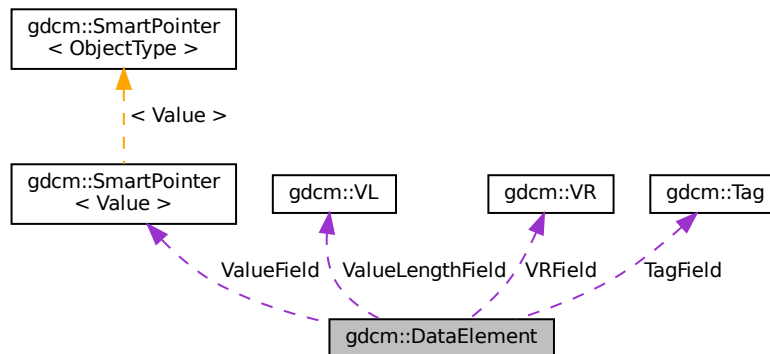 gdcm::SmartPointer
< ObjectType >
< Value >
gdcm::SmartPointer
< Value >
gdcm::VL
gdcm::VR
gdcm::Tag
ValueField
ValueLengthField
VRField
TagField
gdcm::DataElement